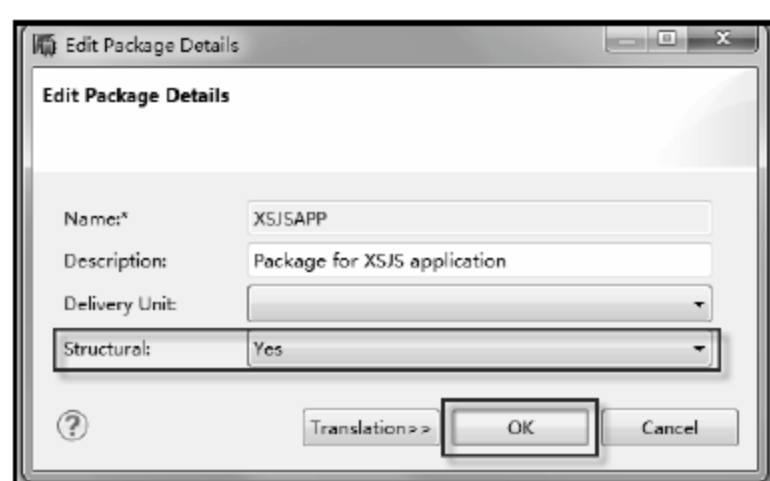 Edit Package Details
Edit Package Details
Name:* XSJSAPP
Description: Package for XSJS application
Delivery Unit:
Structural: Yes
? Translation>> OK Cancel